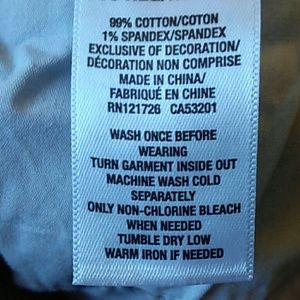 99% COTTON/COTON
1% SPANDEX/SPANDEX
EXCLUSIVE OF DECORATION/
DÉCORATION NON COMPRISE
MADE IN CHINA/
FABRIQUÉ EN CHINE
RN121726 CA53201
WASH ONCE BEFORE
WEARING
TURN GARMENT INSIDE OUT
MACHINE WASH COLD
SEPARATELY
ONLY NON-CHLORINE BLEACH
WHEN NEEDED
TUMBLE DRY LOW
WARM IRON IF NEEDED